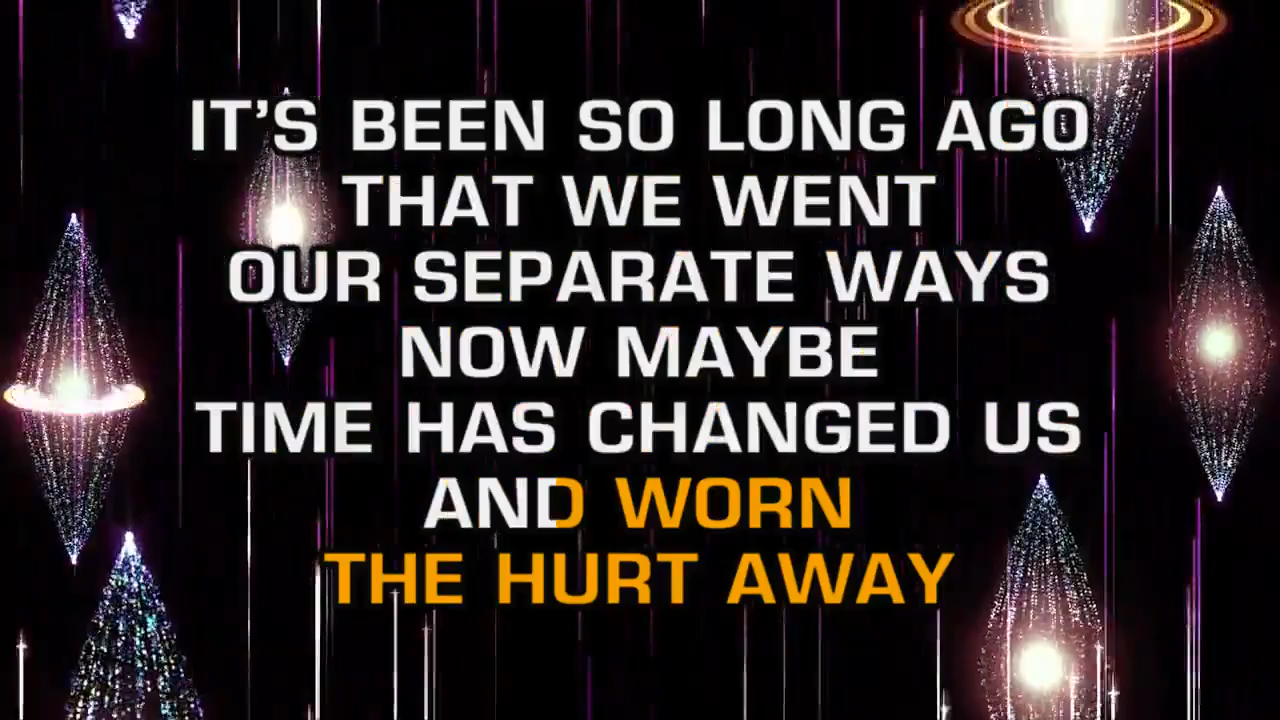 IT'S BEEN SO LONG AGO
THAT WE WENT
OUR SEPARATE WAYS
NOW MAYBE
TIME HAS CHANGED US
AND WORN
THE HURT AWAY